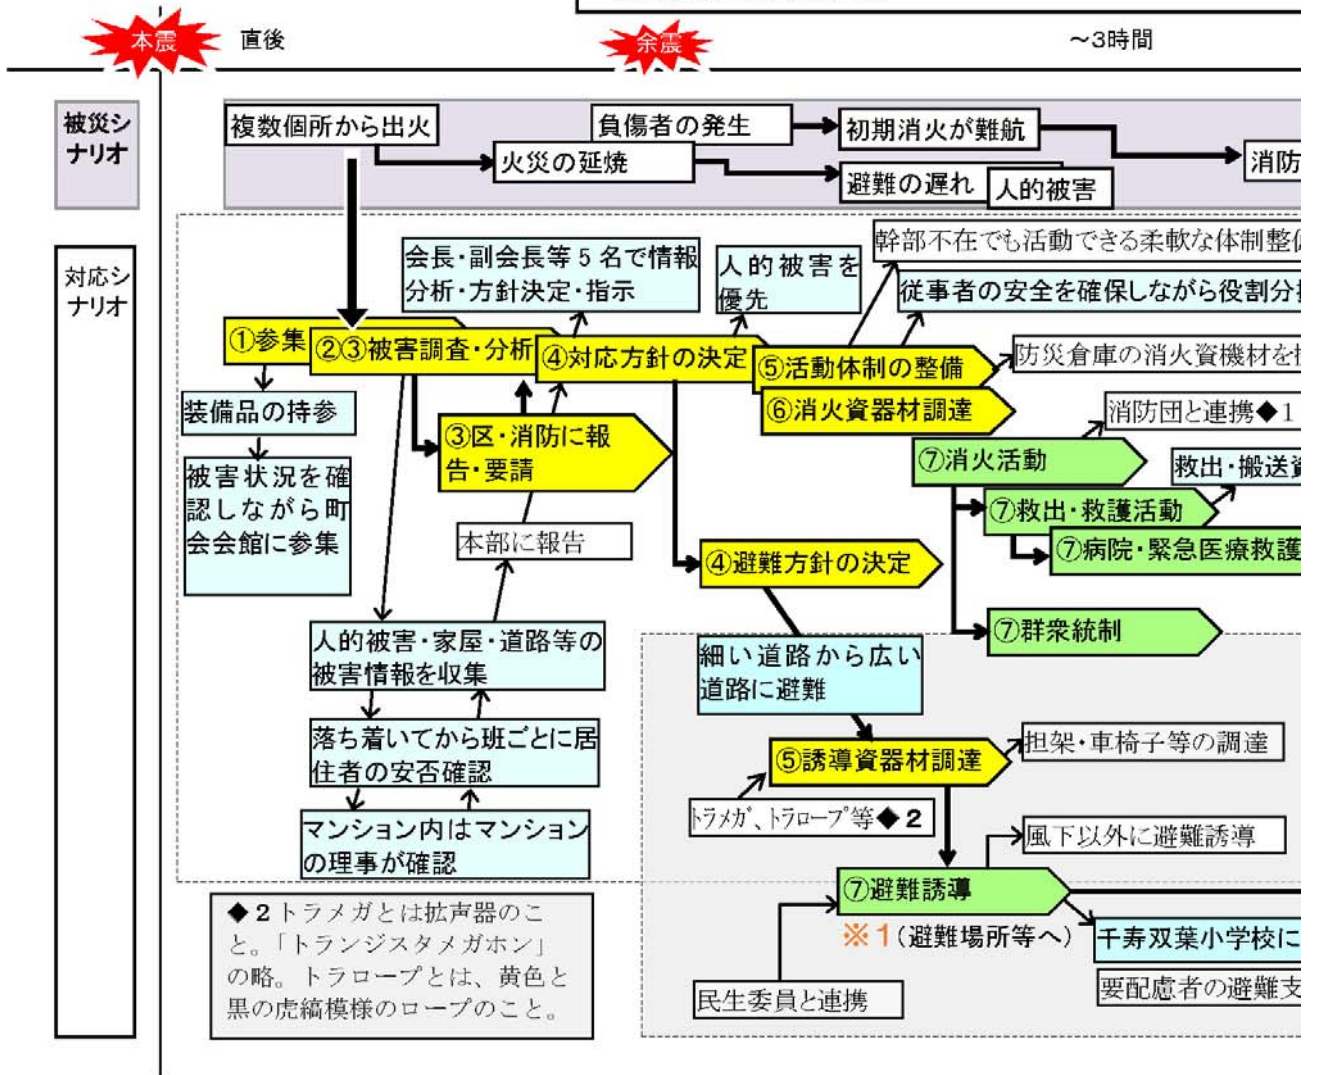 本震
直後
余震
～3時間
被災シ
ナリオ
複数個所から出火
負傷者の発生
初期消火が難航
火災の延焼
消防
避難の遅れ
人的被害
対応シ
ナリオ
会長・副会長等５名で情報
分析・方針決定・指示
人的被害を
優先
幹部不在でも活動できる柔軟な体制整
従事者の安全を確保しながら役割分
①参集
②③被害調査・分析
④対応方針の決定
⑤活動体制の整備
防災倉庫の消火資機材を
⑥消火資器材調達
装備品の持参
③区・消防に報
告・要請
消防団と連携◆1
⑦消火活動
被害状況を確
認しながら町
会会館に参集
救出・搬送資
⑦救出・救護活動
本部に報告
⑦病院・緊急医療救護
④避難方針の決定
⑦群衆統制
人的被害・家屋・道路等の
被害情報を収集
細い道路から広い
道路に避難
落ち着いてから班ごとに居
住者の安否確認
⑤誘導資器材調達
担架・車椅子等の調達
マンション内はマンション
の理事が確認
トラメガ、トラロープ等◆2
風下以外に避難誘導
⑦避難誘導
※1(避難場所等へ)
千寿双葉小学校に
要配慮者の避難支
民生委員と連携
◆2トラメガとは拡声器のこ
と。「トランジスタメガホン」
の略。トラロープとは、黄色と
黒の虎縞模様のロープのこと。